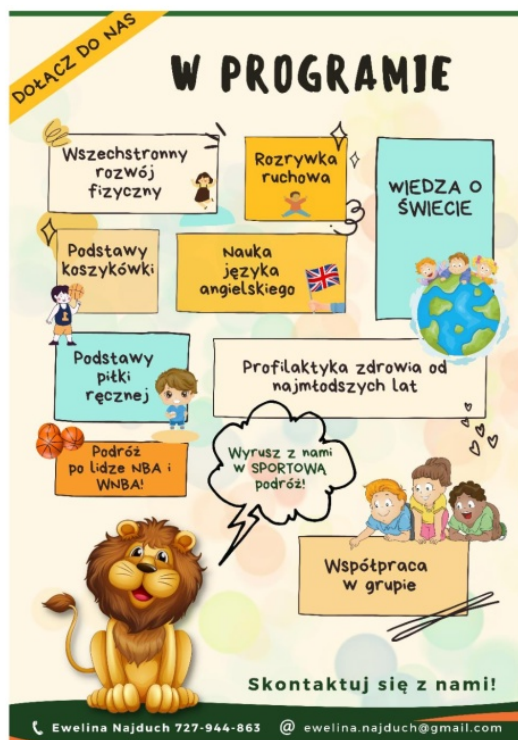 DOŁĄCZ DO NAS
W PROGRAMIE
Wszechstronny
rozwój
fizyczny
Rozrywka
ruchowa
WIEDZA O
ŚWIECIE
Podstawy
koszykówki
Nauka
języka
angielskiego
Podstawy
piłki
ręcznej
Profilaktyka zdrowia od
najmłodszych lat
Podróż
po lidze NBA i
WNBA!
Wyrusz z nami
w SPORTOWĄ
podróż!
Współpraca
w grupie
Skontaktuj się z nami!
Ewelina Najduch 727-944-863 @ ewelina.najduch@gmail.com